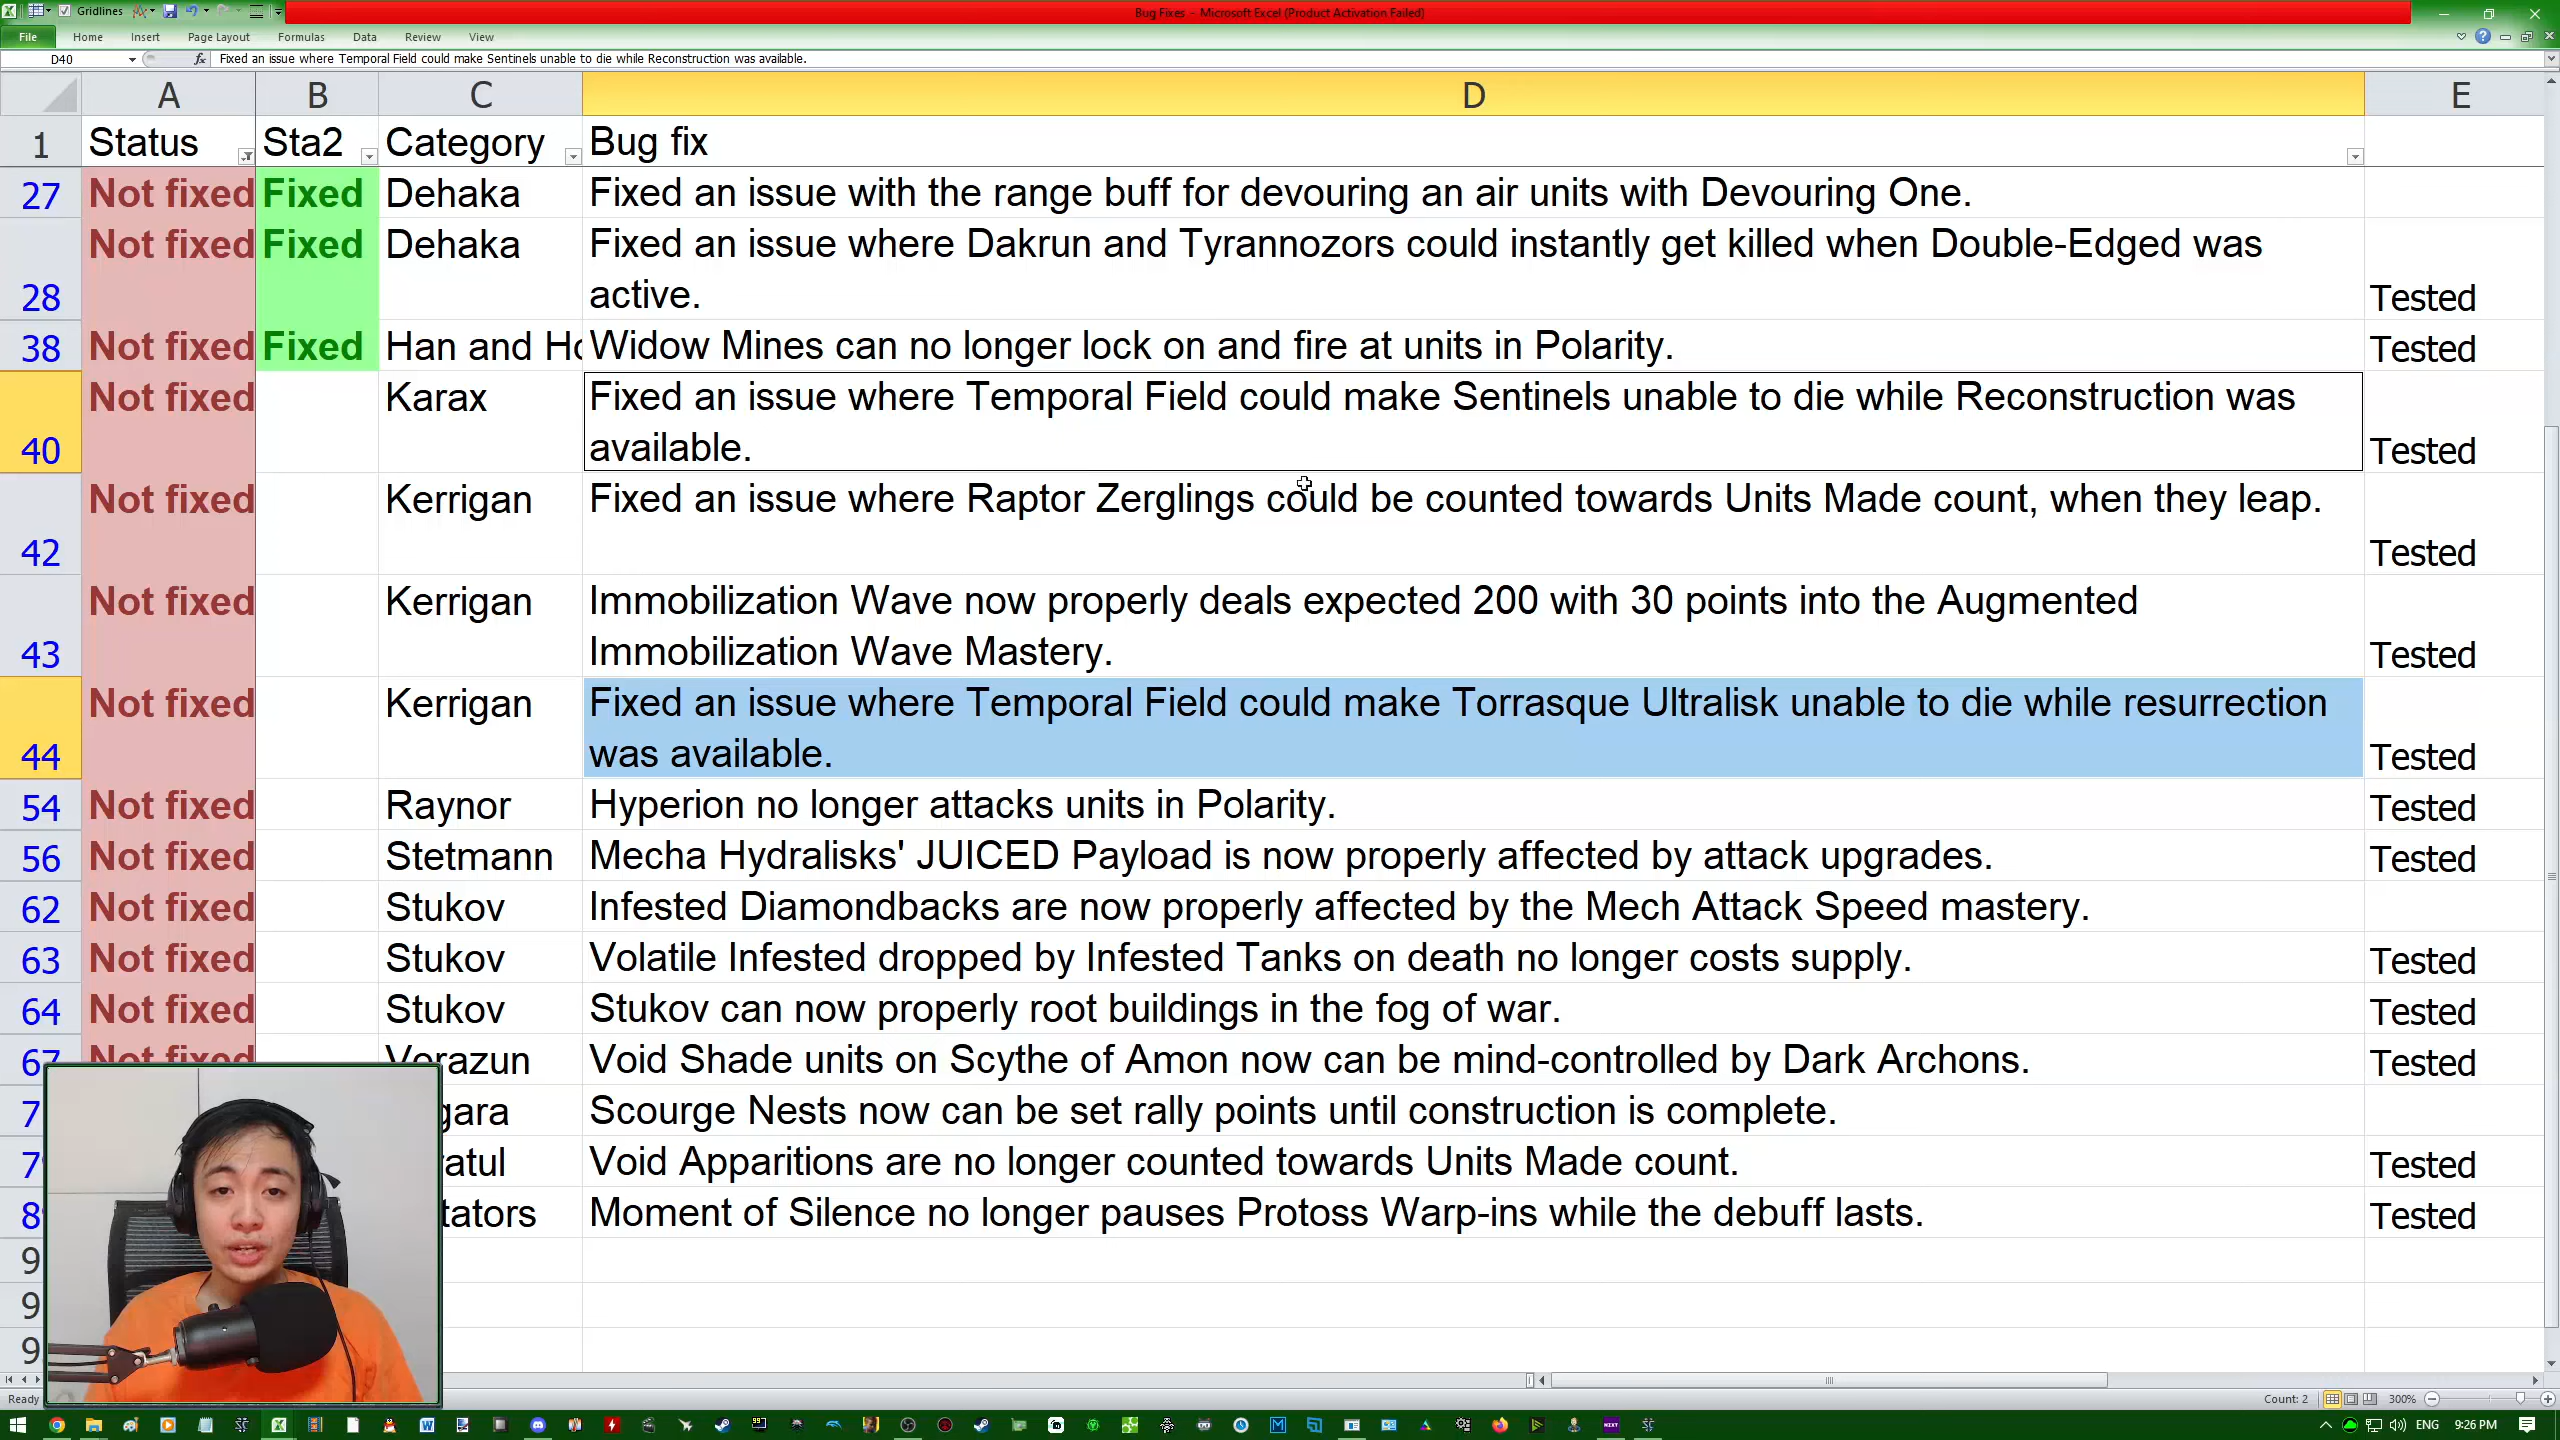 Gridlines
Bug Fixes - Microsoft Excel (Product Activation Failed)
File Home Insert Page Layout Formulas Data Review View
D40 fx Fixed an issue where Temporal Field could make Sentinels unable to die while Reconstruction was available.
A B C D E
1 Status Sta2 Category Bug fix
27 Not fixed Fixed Dehaka Fixed an issue with the range buff for devouring an air units with Devouring One.
28 Not fixed Fixed Dehaka Fixed an issue where Dakrun and Tyrannozors could instantly get killed when Double-Edged was
active. Tested
38 Not fixed Fixed Han and Ho Widow Mines can no longer lock on and fire at units in Polarity. Tested
40 Not fixed Karax Fixed an issue where Temporal Field could make Sentinels unable to die while Reconstruction was
available. Tested
42 Not fixed Kerrigan Fixed an issue where Raptor Zerglings could be counted towards Units Made count, when they leap.
Tested
43 Not fixed Kerrigan Immobilization Wave now properly deals expected 200 with 30 points into the Augmented
Immobilization Wave Mastery. Tested
44 Not fixed Kerrigan Fixed an issue where Temporal Field could make Torrasque Ultralisk unable to die while resurrection
was available. Tested
54 Not fixed Raynor Hyperion no longer attacks units in Polarity. Tested
56 Not fixed Stetmann Mecha Hydralisks' JUICED Payload is now properly affected by attack upgrades. Tested
62 Not fixed Stukov Infested Diamondbacks are now properly affected by the Mech Attack Speed mastery.
63 Not fixed Stukov Volatile Infested dropped by Infested Tanks on death no longer costs supply. Tested
64 Not fixed Stukov Stukov can now properly root buildings in the fog of war. Tested
67 Not fixed Vorazun Void Shade units on Scythe of Amon now can be mind-controlled by Dark Archons. Tested
7 gara Scourge Nests now can be set rally points until construction is complete.
79 ratul Void Apparitions are no longer counted towards Units Made count. Tested
89 tators Moment of Silence no longer pauses Protoss Warp-ins while the debuff lasts. Tested
9
9
9
Ready Count: 2 300%
ENG 9:26 PM